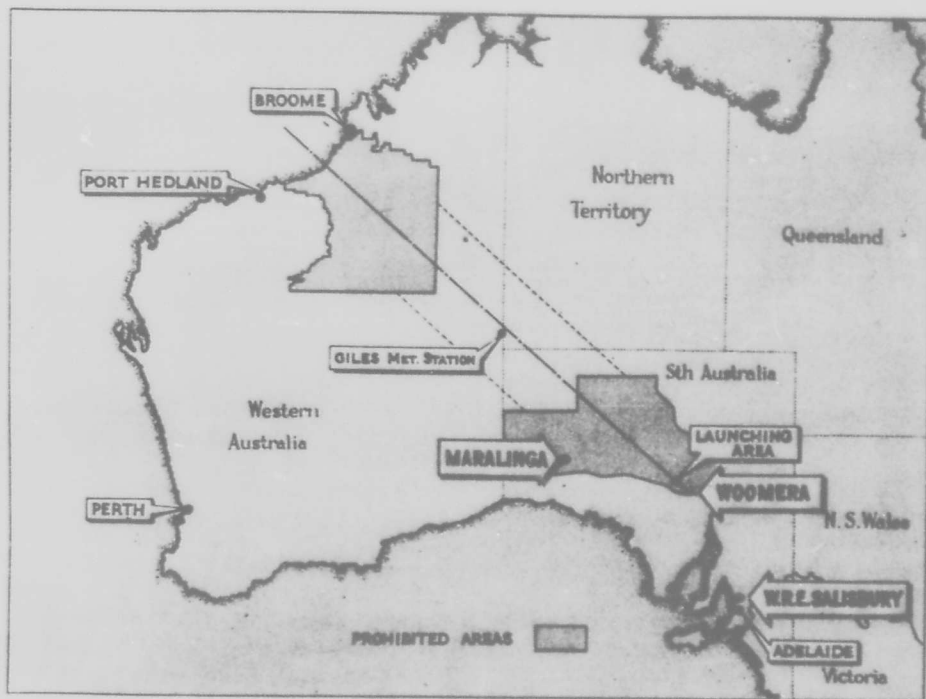 BROOME
PORT HEDLAND
Northern
Territory
Queensland
GILES MET. STATION
Sth Australia
Western
Australia
LAUNCHING
AREA
MARALINGA
WOOMERA
PERTH
N. S. Wales
W.R.E. SALISBURY
PROHIBITED AREAS
ADELAIDE
Victoria